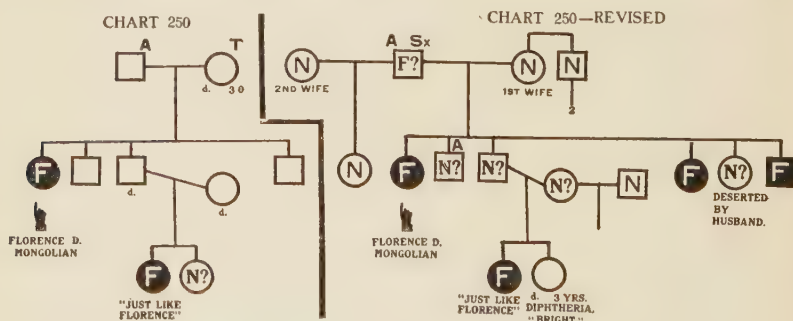 CHART 250
A
T
d. 30
F
d.
d.
FLORENCE D.
MONGOLIAN
F
N?
"JUST LIKE
FLORENCE"
CHART 250—REVISED
A Sx
N
F?
N
N
2ND WIFE
1ST WIFE
2
A
N
F
N?
N?
N?
N
F
N?
F
FLORENCE D.
MONGOLIAN
DESERTED
BY
HUSBAND.
F
"JUST LIKE
FLORENCE"
d. 3 YRS.
DIPHTHERIA.
"BRIGHT"